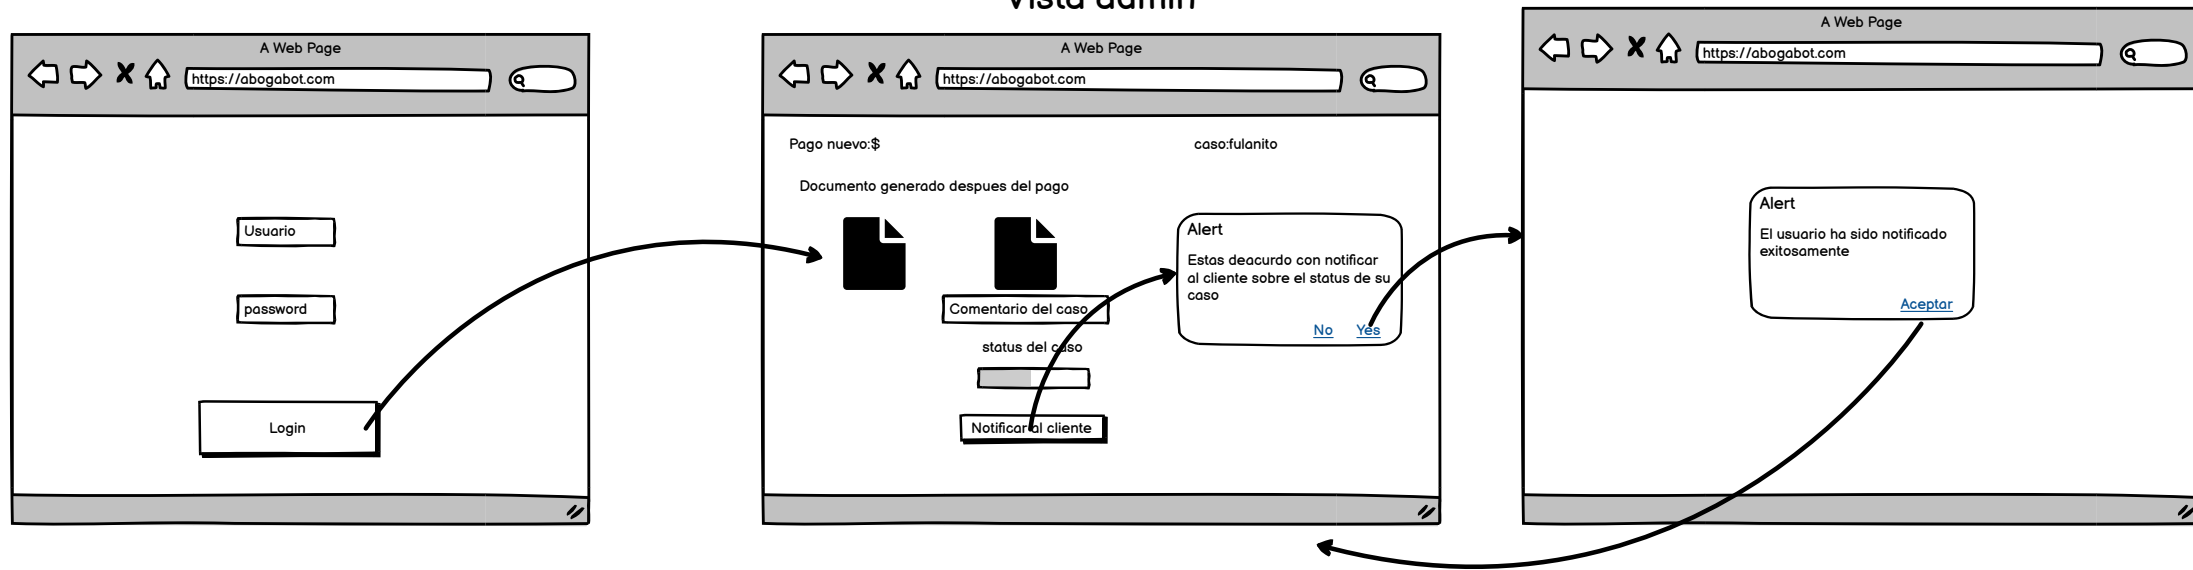 Vista admin
A Web Page
https://abogabot.com
Usuario
password
Login
A Web Page
https://abogabot.com
Pago nuevo:$
caso:fulanito
Documento generado despues del pago
Comentario del caso
status del caso
Notificar al cliente
Alert
Estas deacurdo con notificar
al cliente sobre el status de su
caso
No Yes
A Web Page
https://abogabot.com
Alert
El usuario ha sido notificado
exitosamente
Aceptar